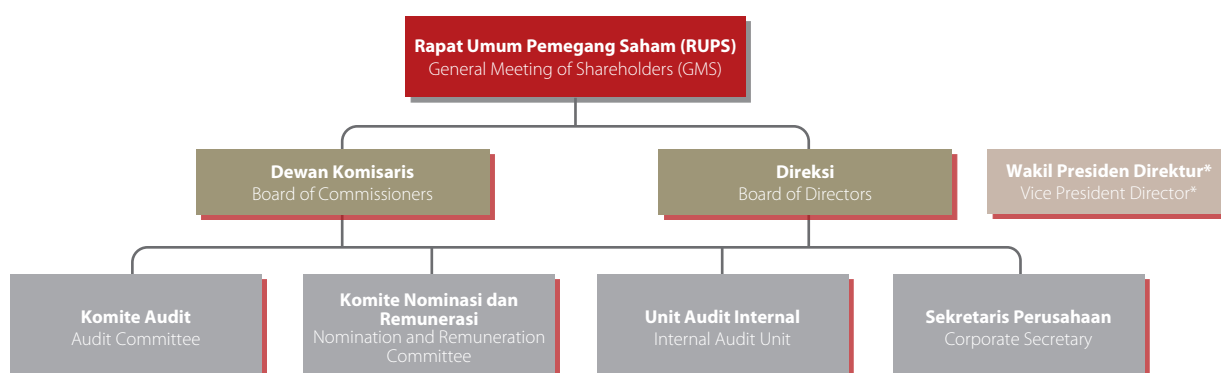 Rapat Umum Pemegang Saham (RUPS)
General Meeting of Shareholders (GMS)
Dewan Komisaris
Board of Commissioners
Direksi
Board of Directors
Wakil Presiden Direktur*
Vice President Director*
Komite Audit
Audit Committee
Komite Nominasi dan
Remunerasi
Nomination and Remuneration
Committee
Unit Audit Internal
Internal Audit Unit
Sekretaris Perusahaan
Corporate Secretary